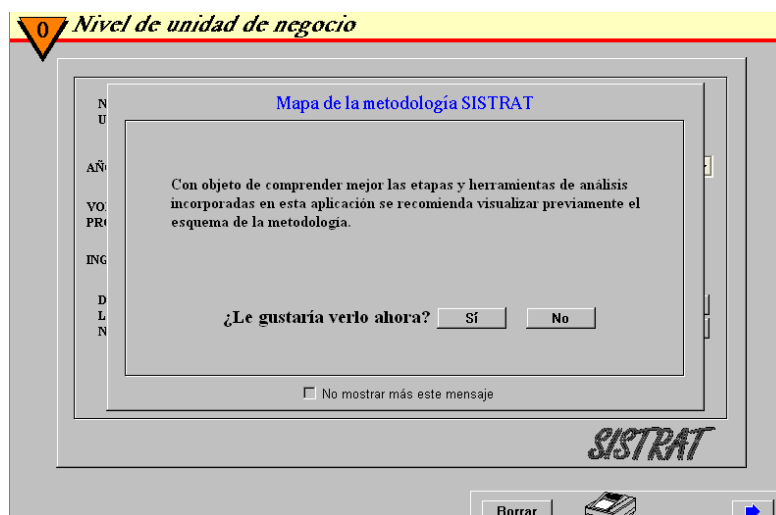 0
Nivel de unidad de negocio
Mapa de la metodología SISTRAT
N
U
AÑ
VO
PR
ING
D
L
N
Con objeto de comprender mejor las etapas y herramientas de análisis
incorporadas en esta aplicación se recomienda visualizar previamente el
esquema de la metodología.
¿Le gustaría verlo ahora? Sí No
No mostrar más este mensaje
SISTRAT
Borrar